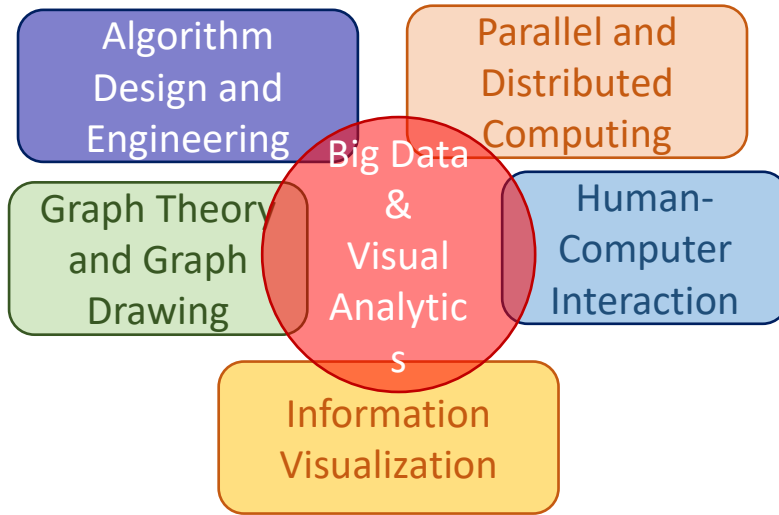 Algorithm
Design and
Engineering
Parallel and
Distributed
Computing
Big Data
&
Visual
Analytic
s
Graph Theory
and Graph
Drawing
Human-
Computer
Interaction
Information
Visualization